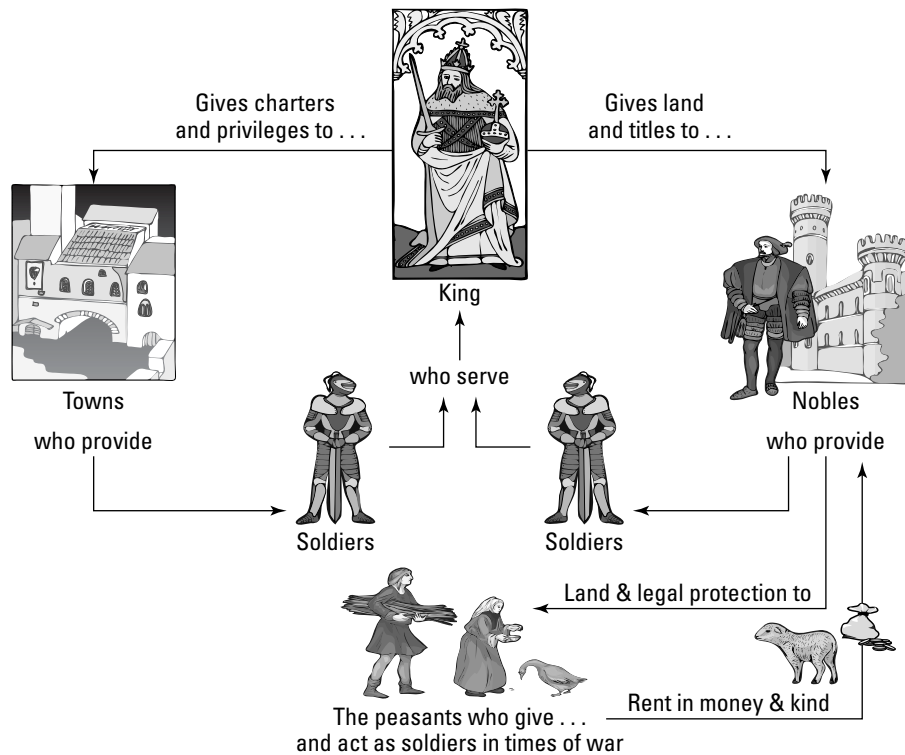 Gives charters
and privileges to . . .
Gives land
and titles to . . .
King
who serve
Towns
who provide
Nobles
who provide
Soldiers
Soldiers
Land & legal protection to
Rent in money & kind
The peasants who give . . .
and act as soldiers in times of war